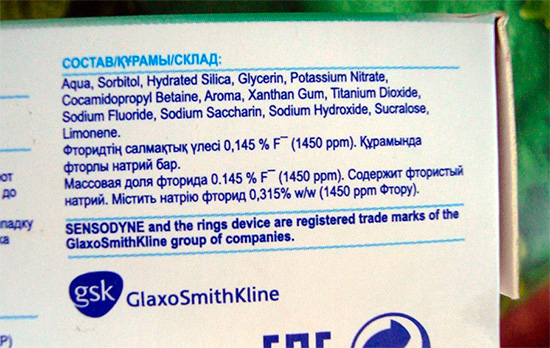 СОСТАВ/ҚҰРАМЫ/СКЛАД:
Aqua, Sorbitol, Hydrated Silica, Glycerin, Potassium Nitrate,
Cocamidopropyl Betaine, Aroma, Xanthan Gum, Titanium Dioxide,
Sodium Fluoride, Sodium Saccharin, Sodium Hydroxide, Sucralose,
Limonene.
Фторидтің салмақтық үлесі 0,145 % F¯ (1450 ppm). Құрамында
фторлы натрий бар.
Массовая доля фторида 0.145 % F¯ (1450 ppm). Содержит фтористый
натрий. Містить натрію фторид 0,315% w/w (1450 ppm Фтору).
SENSODYNE and the rings device are registered trade marks of the
GlaxoSmithKline group of companies.
gsk GlaxoSmithKline
до